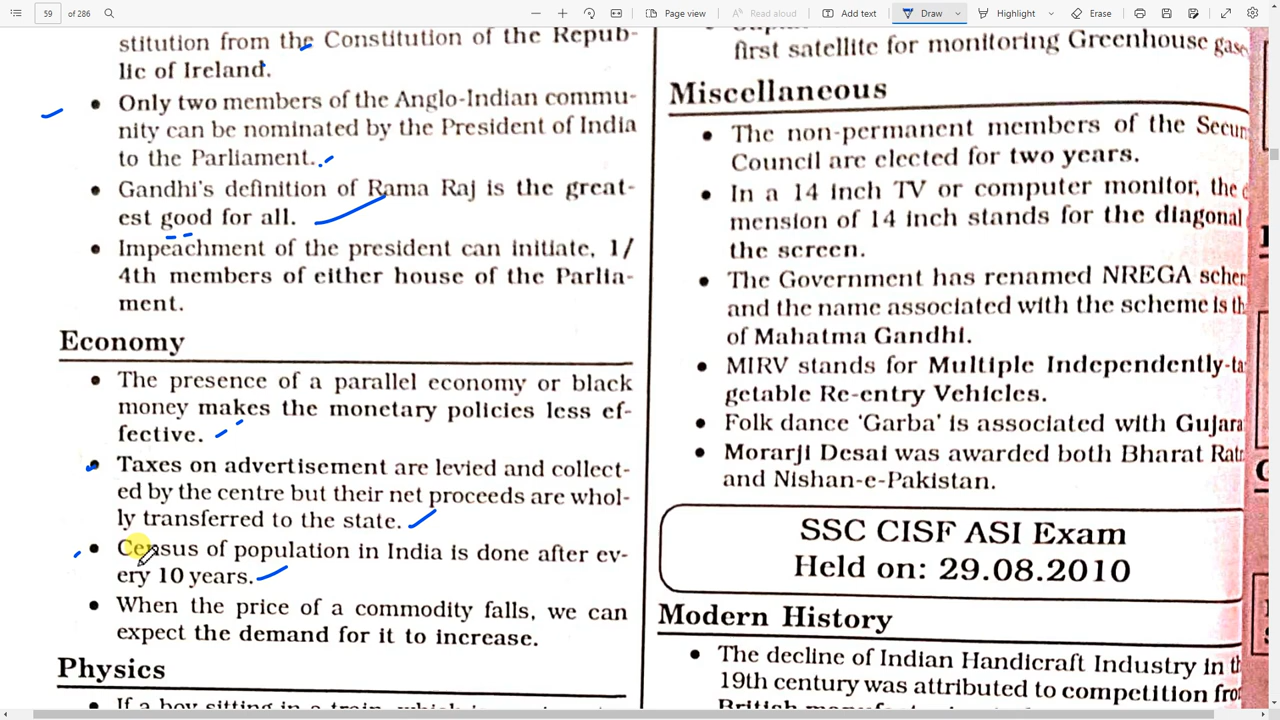 59 of 286
Page view
Read aloud
Add text
Draw
Highlight
Erase
stitution from the Constitution of the Repub-
lic of Ireland.
• Only two members of the Anglo-Indian commu-
nity can be nominated by the President of India
to the Parliament.
• Gandhi's definition of Rama Raj is the great-
est good for all.
• Impeachment of the president can initiate, 1/
4th members of either house of the Parlia-
ment.
Economy
• The presence of a parallel economy or black
money makes the monetary policies less ef-
fective.
• Taxes on advertisement are levied and collect-
ed by the centre but their net proceeds are whol-
ly transferred to the state.
• Census of population in India is done after ev-
ery 10 years.
• When the price of a commodity falls, we can
expect the demand for it to increase.
Physics
first satellite for monitoring Greenhouse gase
Miscellaneous
• The non-permanent members of the Secur
Council are elected for two years.
• In a 14 inch TV or computer monitor, the
mension of 14 inch stands for the diagonal
the screen.
• The Government has renamed NREGA schem
and the name associated with the scheme is th
of Mahatma Gandhi.
• MIRV stands for Multiple Independently-ta
getable Re-entry Vehicles.
• Folk dance 'Garba' is associated with Gujara
• Morarji Desai was awarded both Bharat Ratn
and Nishan-e-Pakistan.
SSC CISF ASI Exam
Held on: 29.08.2010
Modern History
• The decline of Indian Handicraft Industry in th
19th century was attributed to competition fro